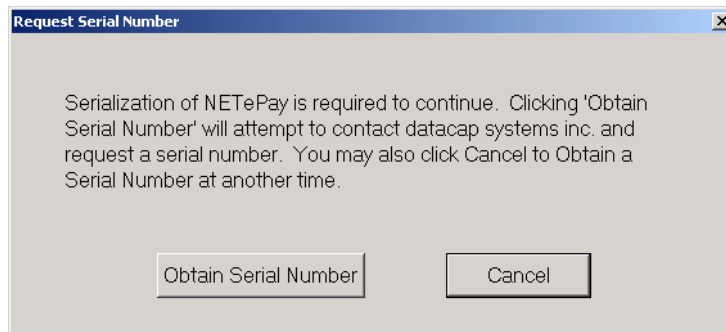 Request Serial Number
Serialization of NETePay is required to continue. Clicking 'Obtain
Serial Number' will attempt to contact datacap systems inc. and
request a serial number. You may also click Cancel to Obtain a
Serial Number at another time.
Obtain Serial Number
Cancel